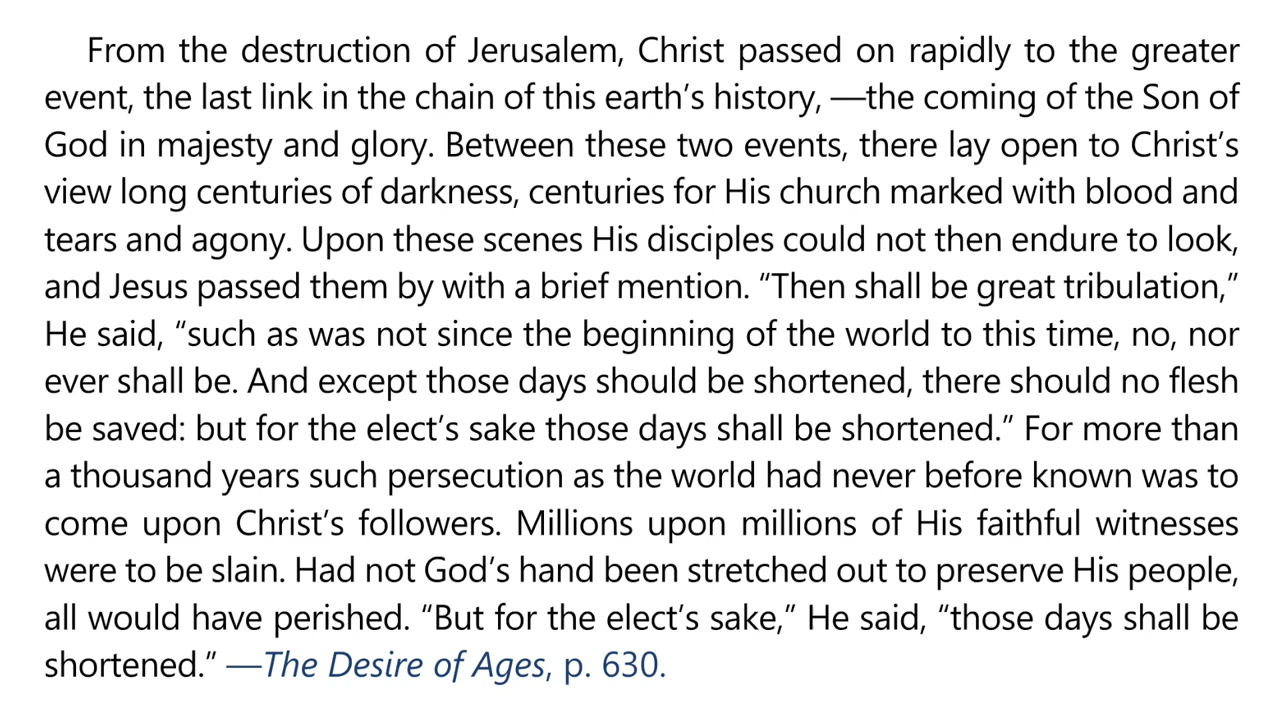 From the destruction of Jerusalem, Christ passed on rapidly to the greater
event, the last link in the chain of this earth’s history, —the coming of the Son of
God in majesty and glory. Between these two events, there lay open to Christ’s
view long centuries of darkness, centuries for His church marked with blood and
tears and agony. Upon these scenes His disciples could not then endure to look,
and Jesus passed them by with a brief mention. “Then shall be great tribulation,”
He said, “such as was not since the beginning of the world to this time, no, nor
ever shall be. And except those days should be shortened, there should no flesh
be saved: but for the elect’s sake those days shall be shortened.” For more than
a thousand years such persecution as the world had never before known was to
come upon Christ’s followers. Millions upon millions of His faithful witnesses
were to be slain. Had not God’s hand been stretched out to preserve His people,
all would have perished. “But for the elect’s sake,” He said, “those days shall be
shortened.” —The Desire of Ages, p. 630.